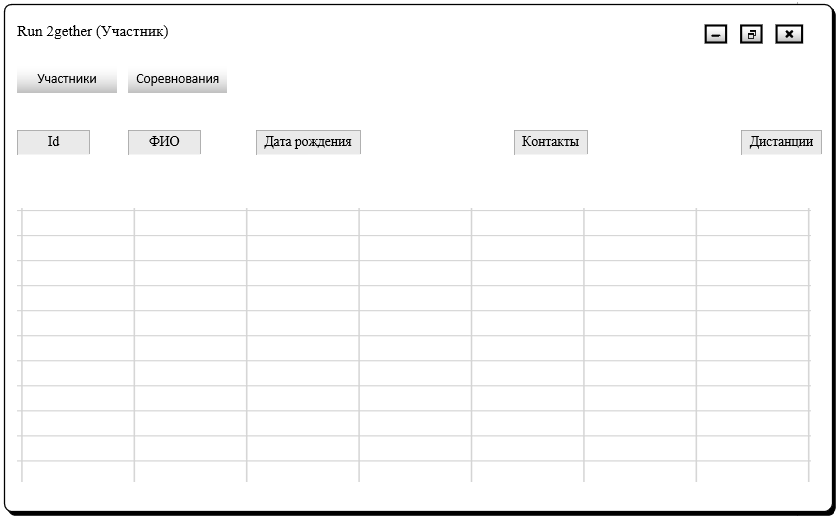 Run 2gether (Участник)
Участники Соревнования
Id ФИО Дата рождения Контакты Дистанции